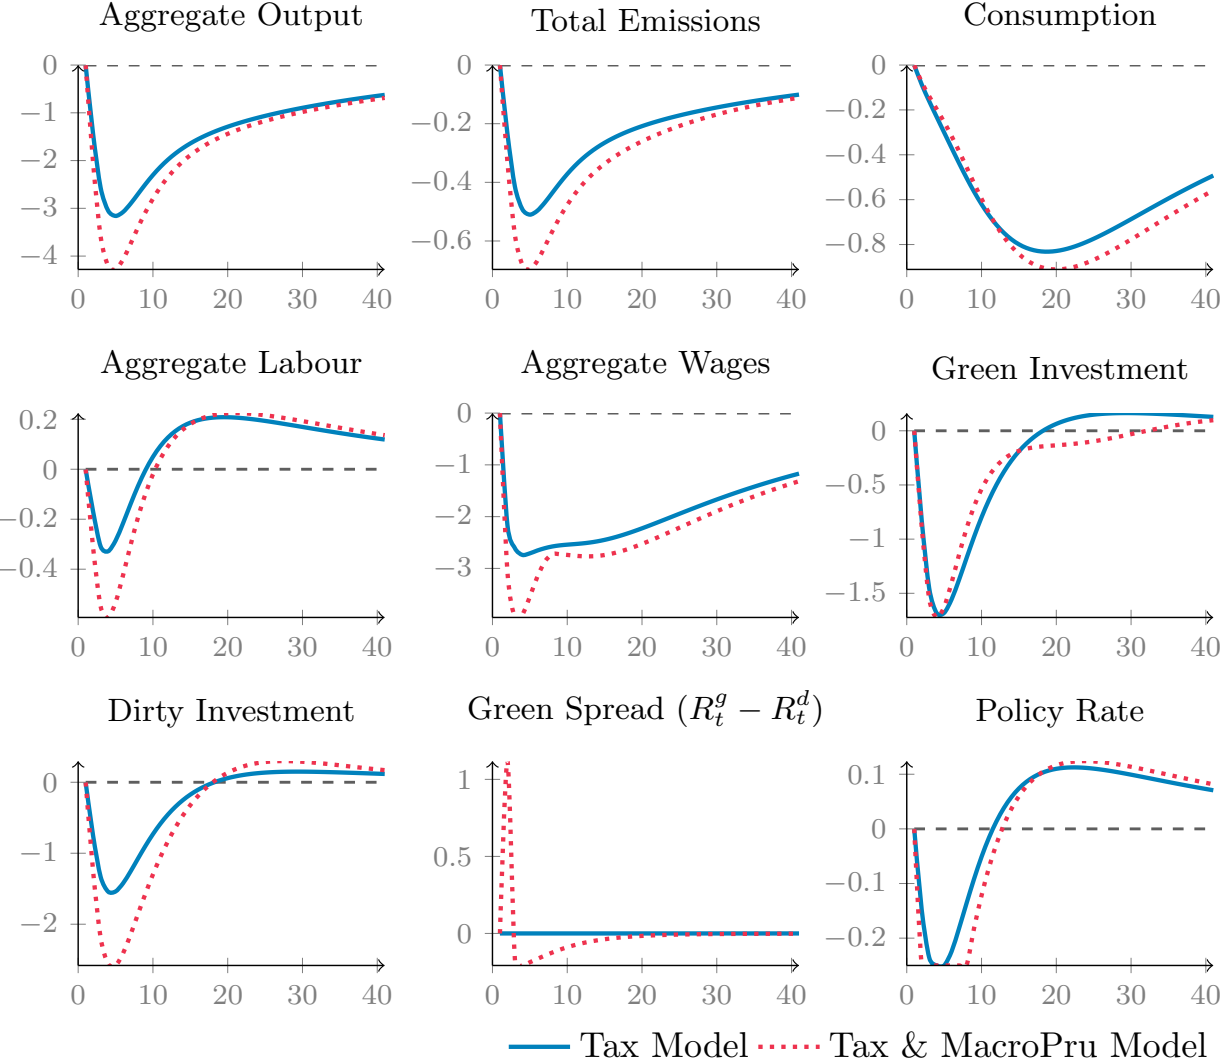 Aggregate Output
0
−1
−2
−3
−4
0 10 20 30 40
Total Emissions
0
−0.2
−0.4
−0.6
0 10 20 30 40
Consumption
0
−0.2
−0.4
−0.6
−0.8
0 10 20 30 40
Aggregate Labour
0.2
0
−0.2
−0.4
0 10 20 30 40
Aggregate Wages
0
−1
−2
−3
0 10 20 30 40
Green Investment
0
−0.5
−1
−1.5
0 10 20 30 40
Dirty Investment
0
−1
−2
0 10 20 30 40
Green Spread (R_t^g − R_t^d)
1
0.5
0
0 10 20 30 40
Policy Rate
0.1
0
−0.1
−0.2
0 10 20 30 40
Tax Model Tax & MacroPru Model